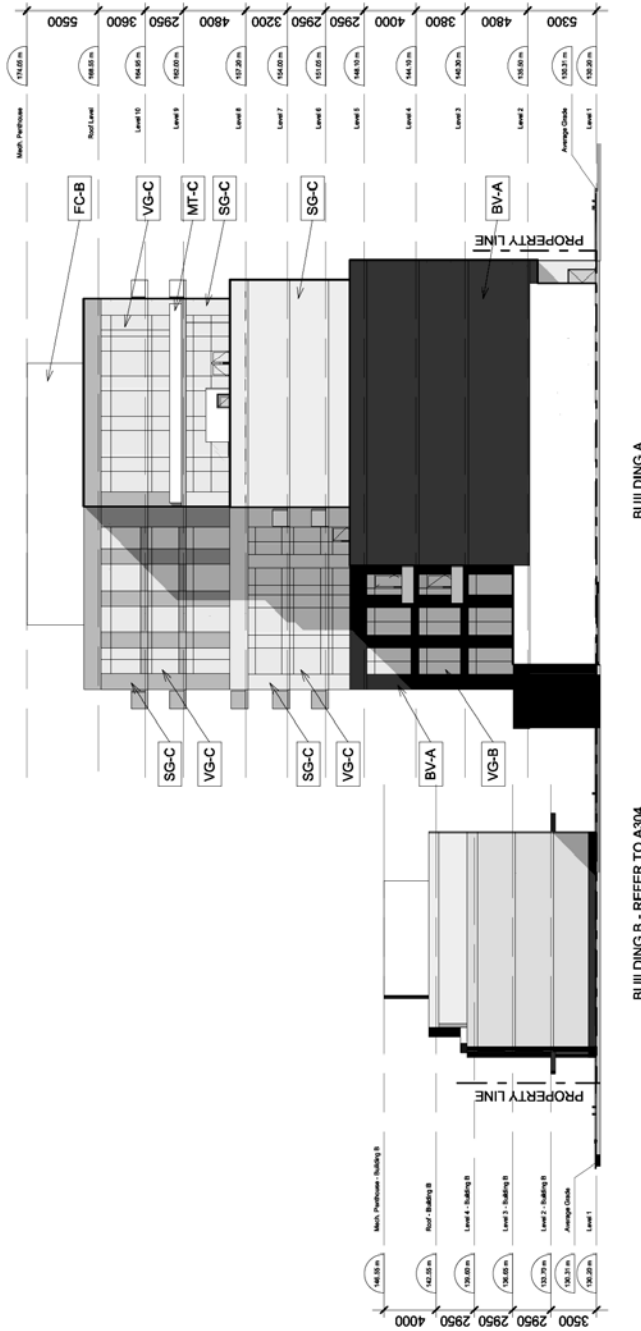 5500
3600
2950
4800
3200
2950
2950
4000
3800
4800
5300
174.05 m
168.55 m
164.95 m
162.00 m
157.20 m
154.00 m
151.05 m
148.10 m
144.10 m
140.30 m
135.50 m
130.31 m
130.20 m
Mech. Penthouse
Roof Level
Level 10
Level 9
Level 8
Level 7
Level 6
Level 5
Level 4
Level 3
Level 2
Average Grade
Level 1
FC-B
VG-C
MT-C
SG-C
SG-C
BV-A
PROPERTY LINE
SG-C
VG-C
SG-C
VG-C
BV-A
VG-B
BUILDING A
BUILDING B - REFER TO A304
PROPERTY LINE
Mech. Penthouse - Building B
Roof - Building B
Level 4 - Building B
Level 3 - Building B
Level 2 - Building B
Average Grade
Level 1
146.55 m
142.55 m
139.60 m
136.65 m
133.70 m
130.31 m
130.20 m
4000
2950
2950
2950
3500